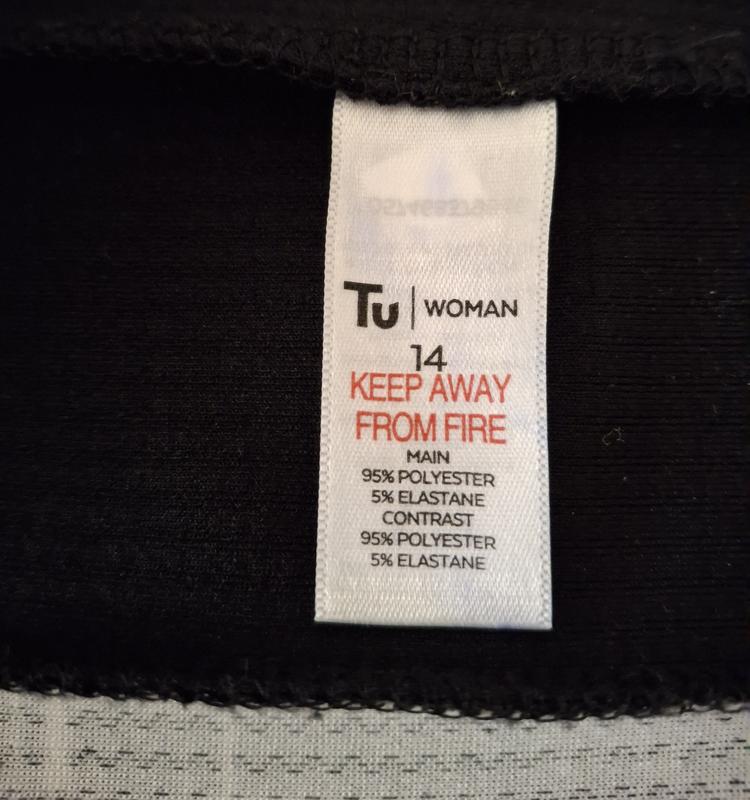 Tu | WOMAN
14
KEEP AWAY
FROM FIRE
MAIN
95% POLYESTER
5% ELASTANE
CONTRAST
95% POLYESTER
5% ELASTANE